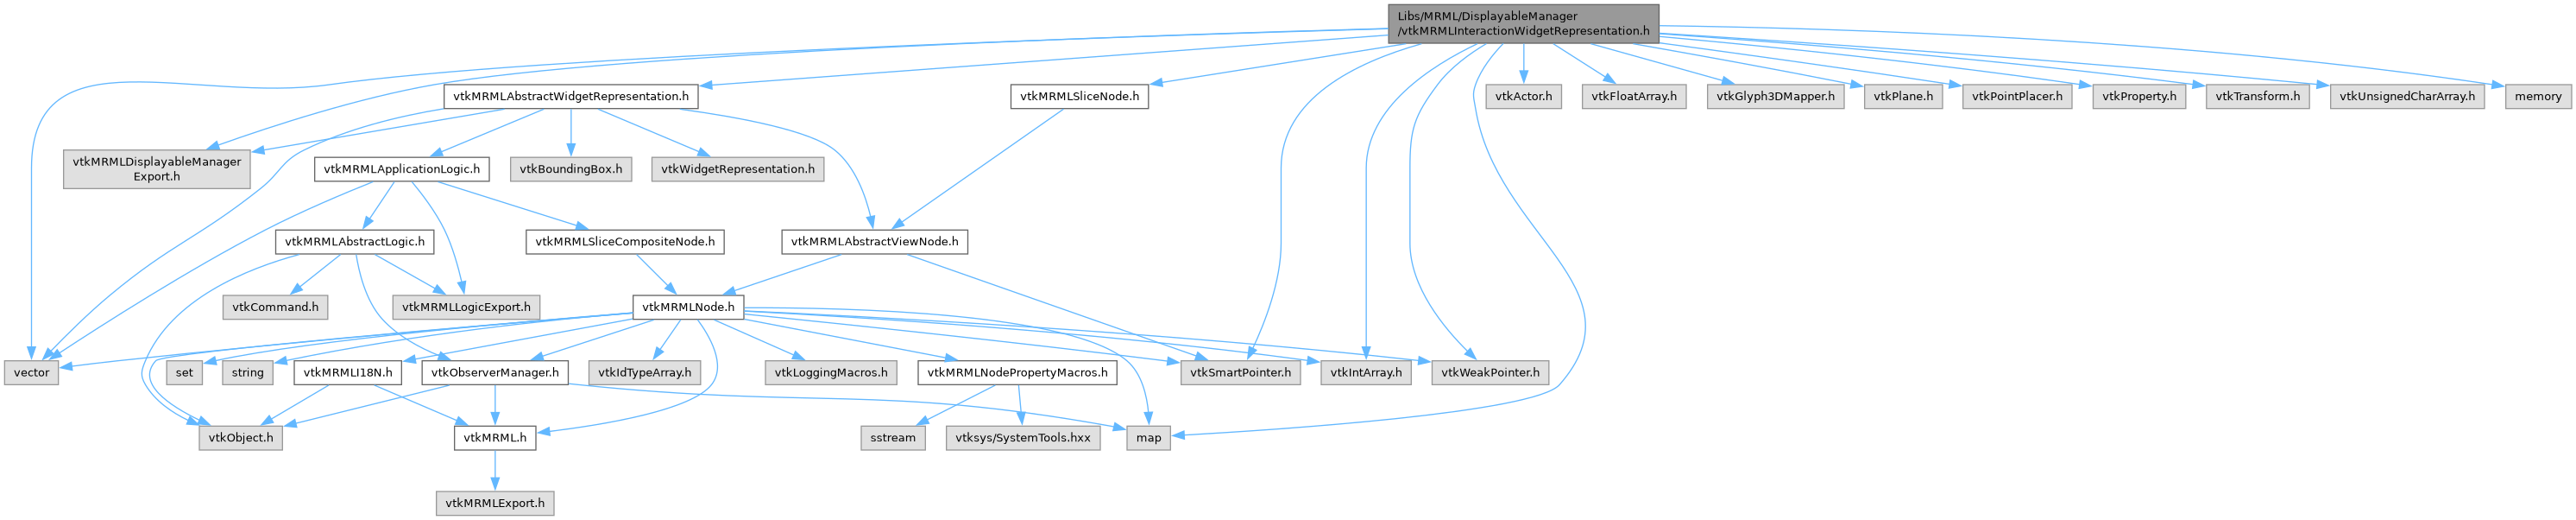 Libs/MRML/DisplayableManager
/vtkMRMLInteractionWidgetRepresentation.h
vtkMRMLAbstractWidgetRepresentation.h
vtkMRMLSliceNode.h
vtkActor.h
vtkFloatArray.h
vtkGlyph3DMapper.h
vtkPlane.h
vtkPointPlacer.h
vtkProperty.h
vtkTransform.h
vtkUnsignedCharArray.h
memory
vtkMRMLDisplayableManager
Export.h
vtkMRMLApplicationLogic.h
vtkBoundingBox.h
vtkWidgetRepresentation.h
vtkMRMLAbstractLogic.h
vtkMRMLSliceCompositeNode.h
vtkMRMLAbstractViewNode.h
vtkCommand.h
vtkMRMLLogicExport.h
vtkMRMLNode.h
vector
set
string
vtkMRMLI18N.h
vtkObserverManager.h
vtkIdTypeArray.h
vtkLoggingMacros.h
vtkMRMLNodePropertyMacros.h
vtkSmartPointer.h
vtkIntArray.h
vtkWeakPointer.h
vtkObject.h
vtkMRML.h
sstream
vtksys/SystemTools.hxx
map
vtkMRMLExport.h